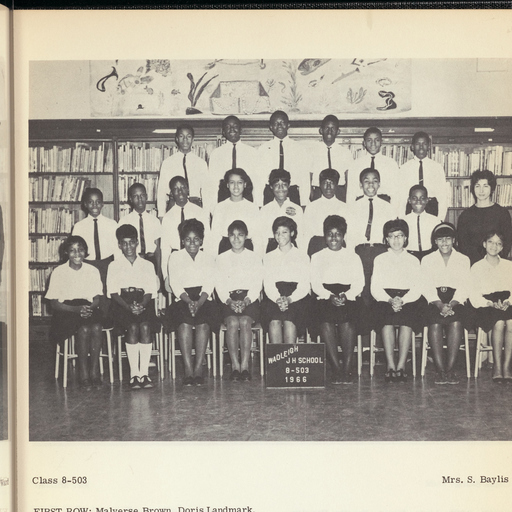 WADLEIGH
J H SCHOOL
8-503
1966
Class 8-503
Mrs. S. Baylis
FIRST ROW: Malverse Brown, Doris Landmark,